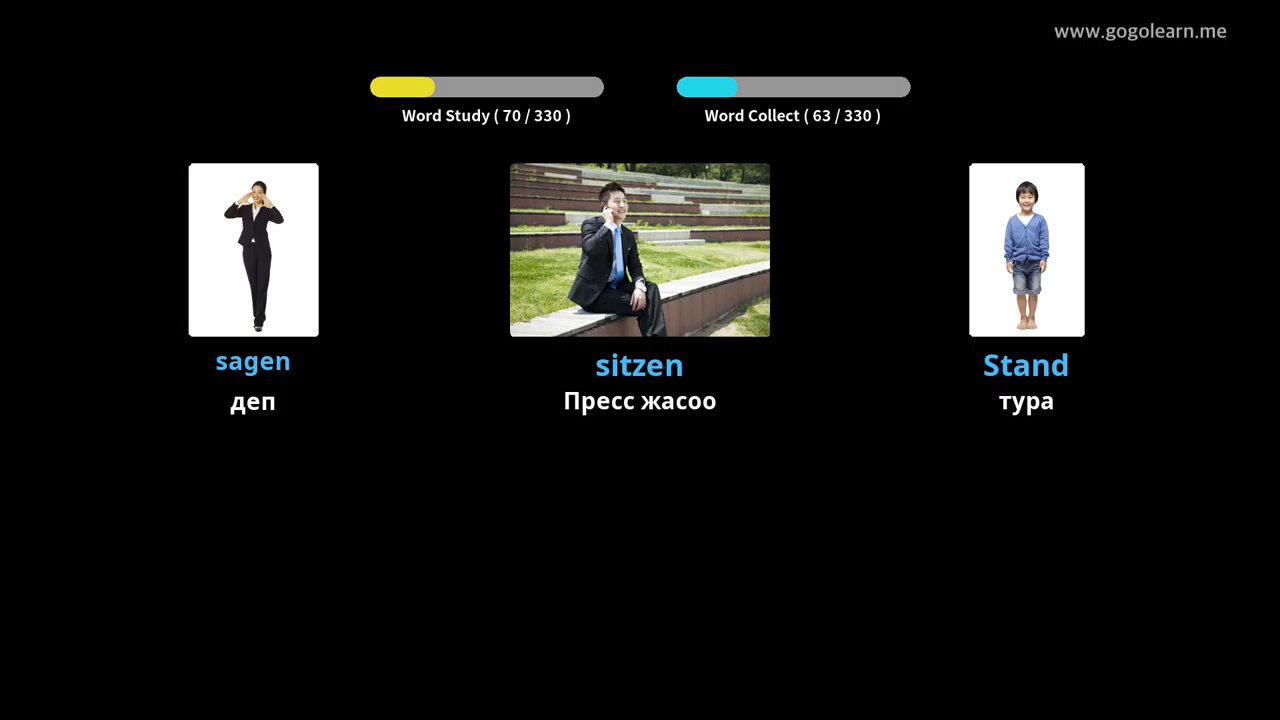 www.gogolearn.me
Word Study ( 70 / 330 )
Word Collect ( 63 / 330 )
sagen
деп
sitzen
Пресс жасоо
Stand
тура